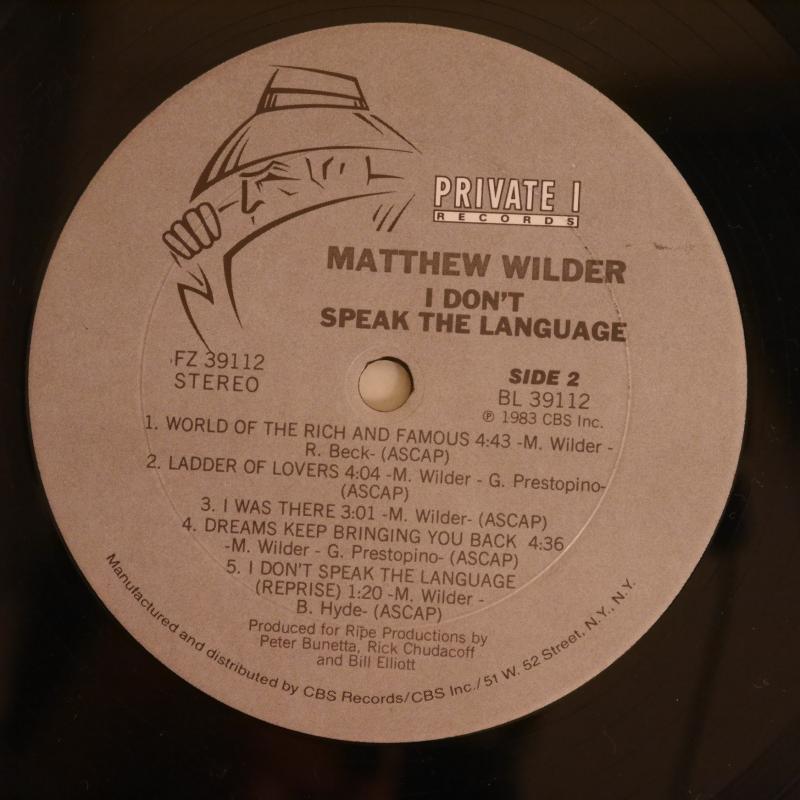 PRIVATE I
RECORDS
MATTHEW WILDER
I DON'T
SPEAK THE LANGUAGE
FZ 39112
STEREO
SIDE 2
BL 39112
℗ 1983 CBS Inc.
1. WORLD OF THE RICH AND FAMOUS 4:43 -M. Wilder -
R. Beck- (ASCAP)
2. LADDER OF LOVERS 4:04 -M. Wilder - G. Prestopino-
(ASCAP)
3. I WAS THERE 3:01 -M. Wilder- (ASCAP)
4. DREAMS KEEP BRINGING YOU BACK 4:36
-M. Wilder - G. Prestopino- (ASCAP)
5. I DON'T SPEAK THE LANGUAGE
(REPRISE) 1:20 -M. Wilder -
B. Hyde- (ASCAP)
Produced for Ripe Productions by
Peter Bunetta, Rick Chudacoff
and Bill Elliott
Manufactured and distributed by CBS Records/CBS Inc./51 W. 52 Street, N.Y., N.Y.